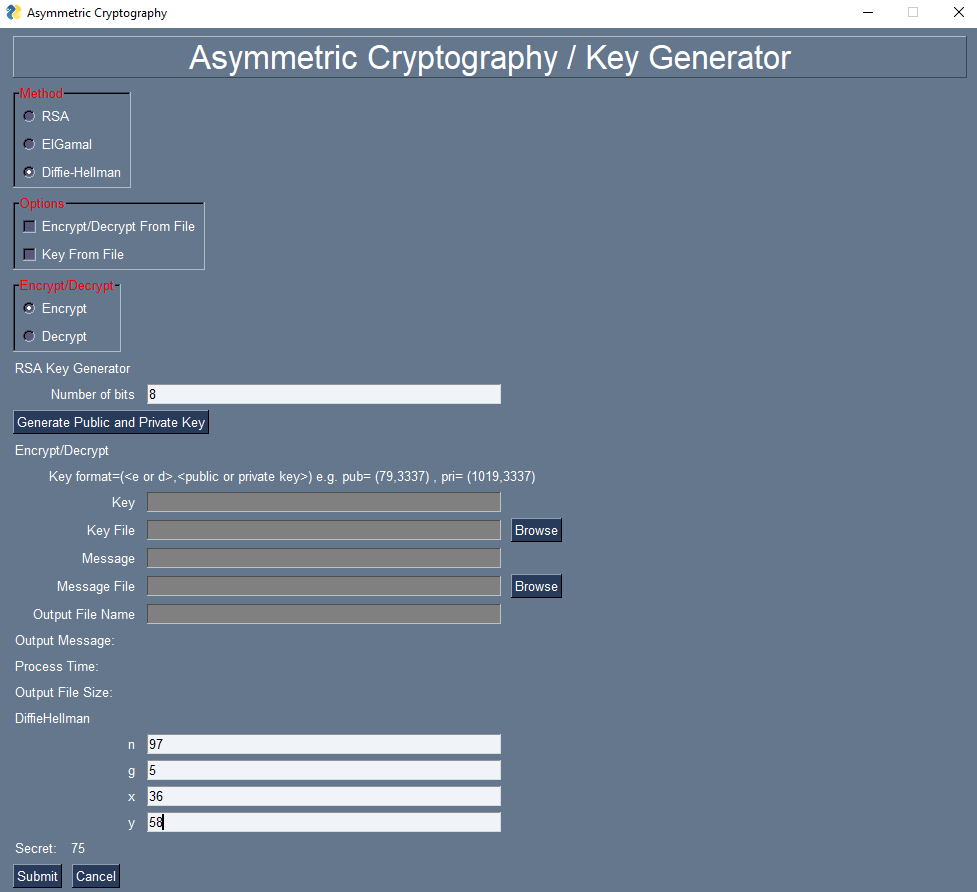 Asymmetric Cryptography
Asymmetric Cryptography / Key Generator
Method
RSA
ElGamal
Diffie-Hellman
Options
Encrypt/Decrypt From File
Key From File
Encrypt/Decrypt
Encrypt
Decrypt
RSA Key Generator
Number of bits 8
Generate Public and Private Key
Encrypt/Decrypt
Key format=(<e or d>,<public or private key>) e.g. pub= (79,3337) , pri= (1019,3337)
Key
Key File Browse
Message
Message File Browse
Output File Name
Output Message:
Process Time:
Output File Size:
DiffieHellman
n 97
g 5
x 36
y 58
Secret: 75
Submit Cancel